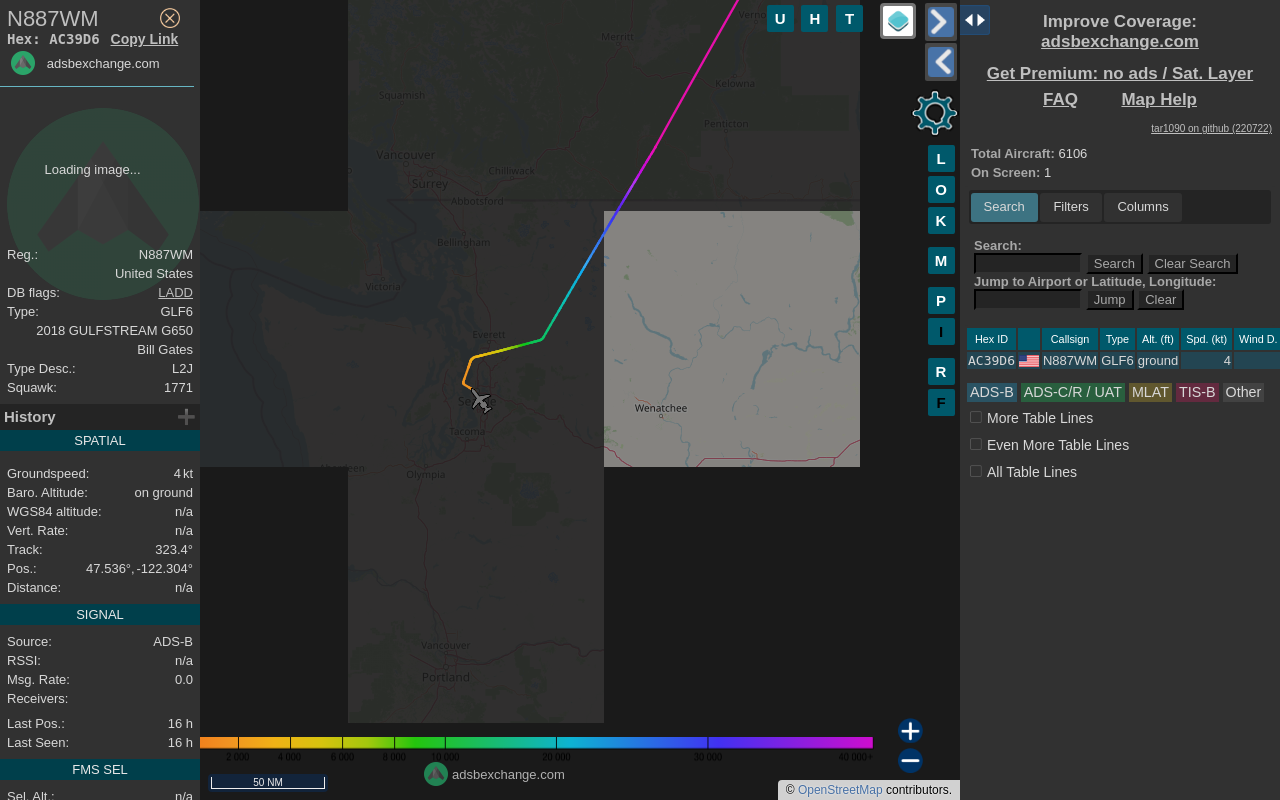 N887WM
Hex: AC39D6 Copy Link
adsbexchange.com
Loading image...
Reg.: N887WM
United States
DB flags: LADD
Type: GLF6
2018 GULFSTREAM G650
Bill Gates
Type Desc.: L2J
Squawk: 1771
History
SPATIAL
Groundspeed: 4 kt
Baro. Altitude: on ground
WGS84 altitude: n/a
Vert. Rate: n/a
Track: 323.4°
Pos.: 47.536°, -122.304°
Distance: n/a
SIGNAL
Source: ADS-B
RSSI: n/a
Msg. Rate: 0.0
Receivers:
Last Pos.: 16 h
Last Seen: 16 h
FMS SEL
Sel. Alt.: n/a
U H T
Merritt
Kelowna
Squamish
Penticton
Vancouver
Surrey
Chilliwack
Abbotsford
Bellingham
Victoria
Everett
Wenatchee
Tacoma
Olympia
Vancouver
Portland
L
O
K
M
P
I
R
F
2 000 4 000 6 000 8 000 10 000 20 000 30 000 40 000+
50 NM
adsbexchange.com
© OpenStreetMap contributors.
Improve Coverage:
adsbexchange.com
Get Premium: no ads / Sat. Layer
FAQ Map Help
tar1090 on github (220722)
Total Aircraft: 6106
On Screen: 1
Search Filters Columns
Search:
Search Clear Search
Jump to Airport or Latitude, Longitude:
Jump Clear
Hex ID Callsign Type Alt. (ft) Spd. (kt) Wind D.
AC39D6 N887WM GLF6 ground 4
ADS-B ADS-C/R / UAT MLAT TIS-B Other
More Table Lines
Even More Table Lines
All Table Lines